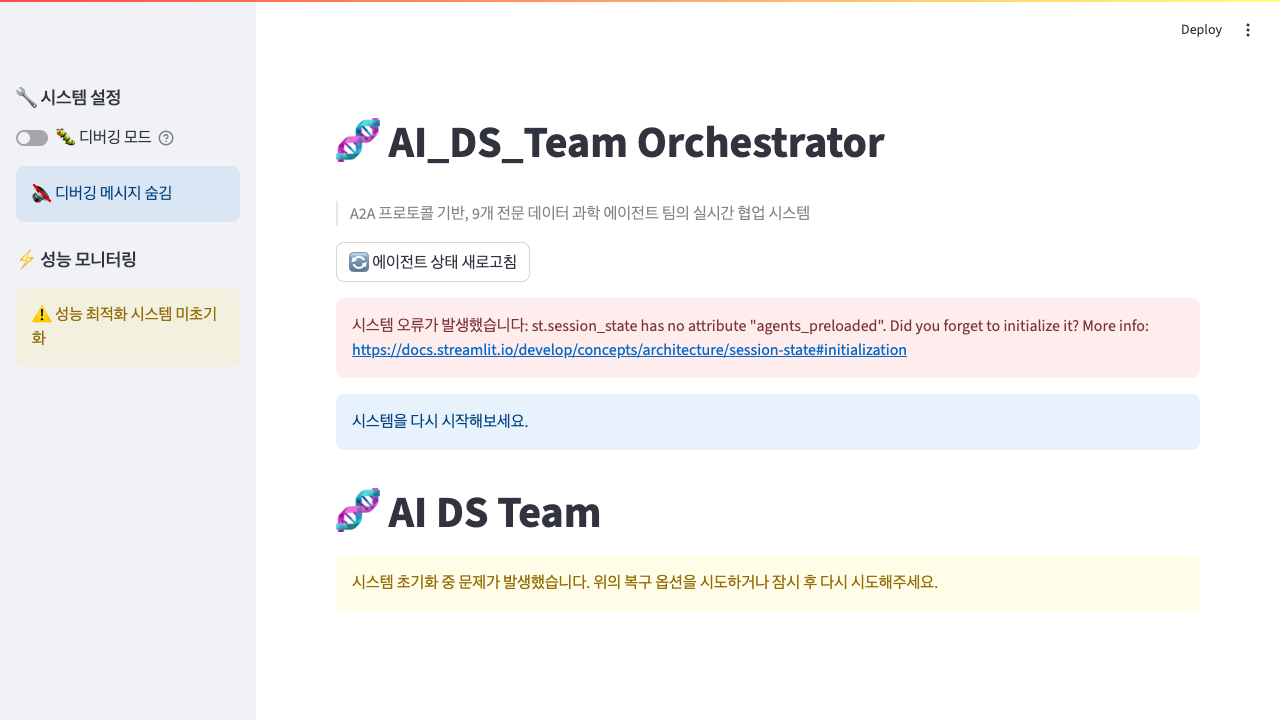 Deploy
🔧 시스템 설정
🐛 디버깅 모드
🔇 디버깅 메시지 숨김
⚡ 성능 모니터링
⚠️ 성능 최적화 시스템 미초기
화
🧬 AI_DS_Team Orchestrator
A2A 프로토콜 기반, 9개 전문 데이터 과학 에이전트 팀의 실시간 협업 시스템
🔄 에이전트 상태 새로고침
시스템 오류가 발생했습니다: st.session_state has no attribute "agents_preloaded". Did you forget to initialize it? More info:
https://docs.streamlit.io/develop/concepts/architecture/session-state#initialization
시스템을 다시 시작해보세요.
🧬 AI DS Team
시스템 초기화 중 문제가 발생했습니다. 위의 복구 옵션을 시도하거나 잠시 후 다시 시도해주세요.